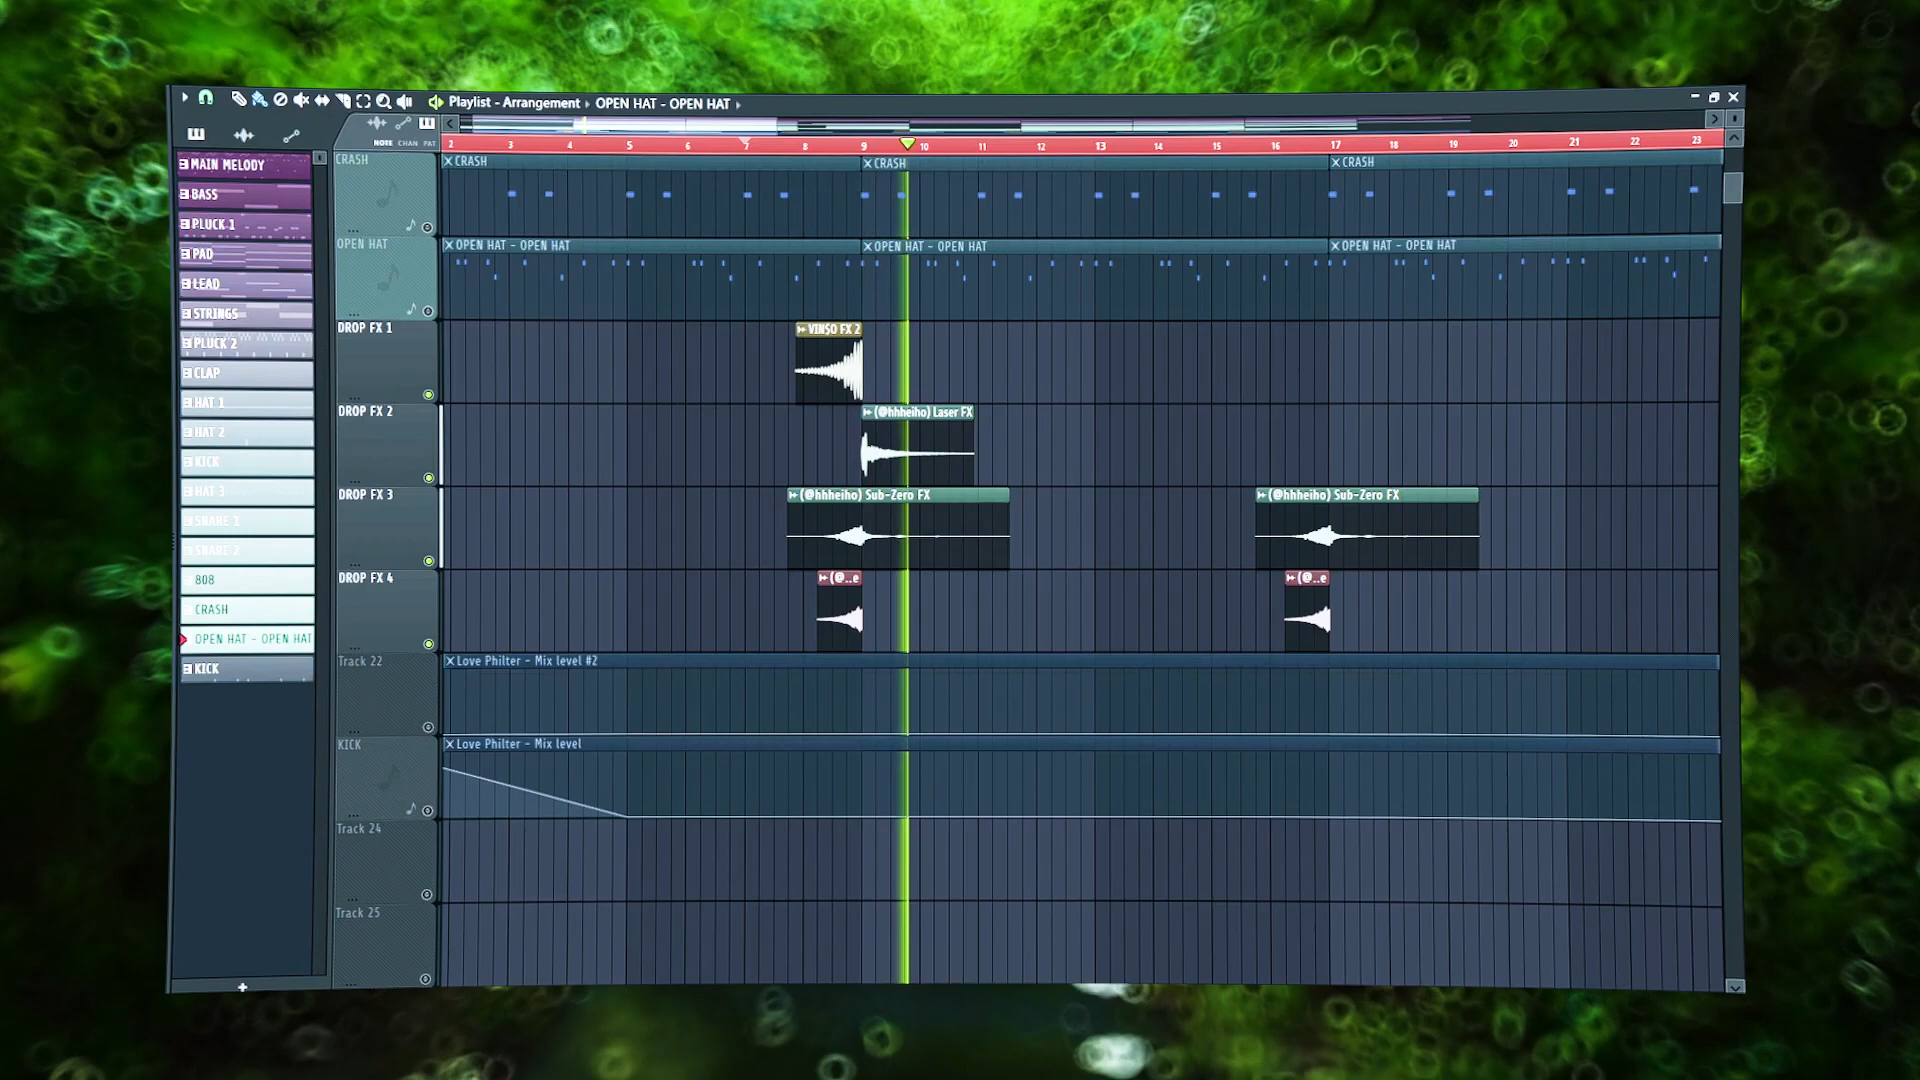 Playlist - Arrangement › OPEN HAT - OPEN HAT ›
NOTE CHAN PAT
2 3 4 5 6 7 8 9 10 11 12 13 14 15 16 17 18 19 20 21 22 23
MAIN MELODY
BASS
PLUCK 1
PAD
LEAD
STRINGS
PLUCK 2
CLAP
HAT 1
HAT 2
KICK
HAT 3
SNARE 1
SNARE 2
808
CRASH
OPEN HAT - OPEN HAT
KICK
CRASH
CRASH
CRASH
CRASH
OPEN HAT
OPEN HAT - OPEN HAT
OPEN HAT - OPEN HAT
OPEN HAT - OPEN HAT
DROP FX 1
VINSO FX 2
DROP FX 2
(@hhheiho) Laser FX
DROP FX 3
(@hhheiho) Sub-Zero FX
(@hhheiho) Sub-Zero FX
DROP FX 4
(@..e
(@..e
Track 22
Love Philter - Mix level #2
KICK
Love Philter - Mix level
Track 24
Track 25